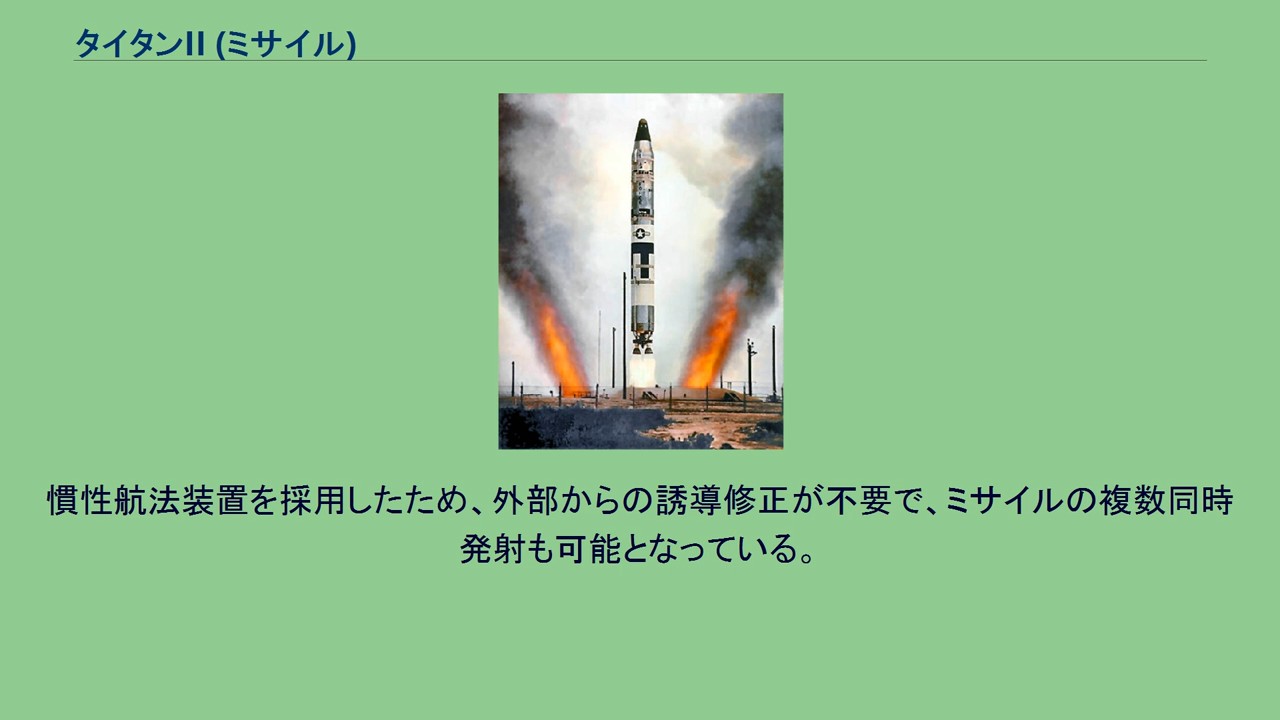 タイタンII (ミサイル)
慣性航法装置を採用したため、外部からの誘導修正が不要で、ミサイルの複数同時
発射も可能となっている。